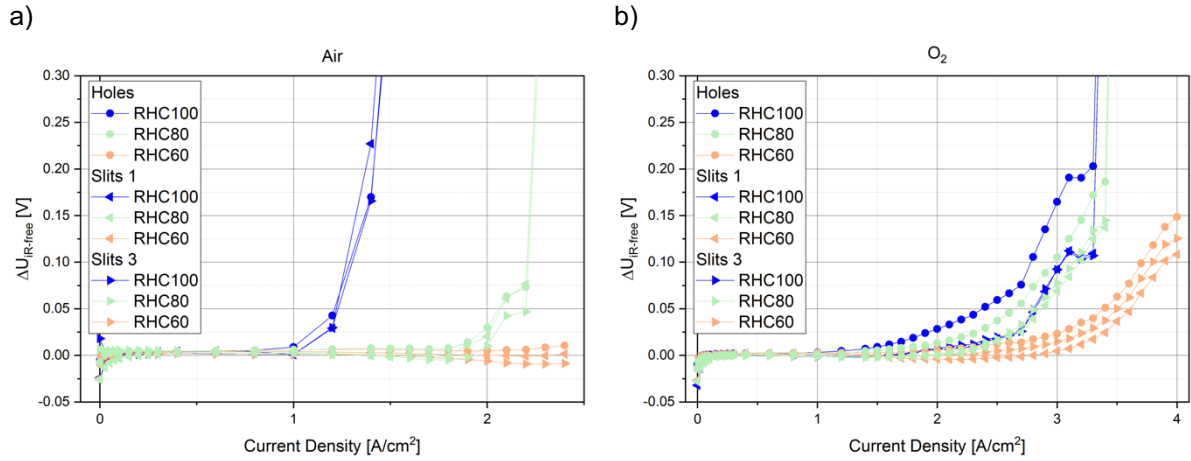 a)
Air
0.30
0.25
0.20
0.15
0.10
0.05
0.00
-0.05
ΔU_iR-free [V]
Holes
RHC100
RHC80
RHC60
Slits 1
RHC100
RHC80
RHC60
Slits 3
RHC100
RHC80
RHC60
0 1 2
Current Density [A/cm²]
b)
O₂
0.30
0.25
0.20
0.15
0.10
0.05
0.00
-0.05
ΔU_iR-free [V]
Holes
RHC100
RHC80
RHC60
Slits 1
RHC100
RHC80
RHC60
Slits 3
RHC100
RHC80
RHC60
0 1 2 3 4
Current Density [A/cm²]